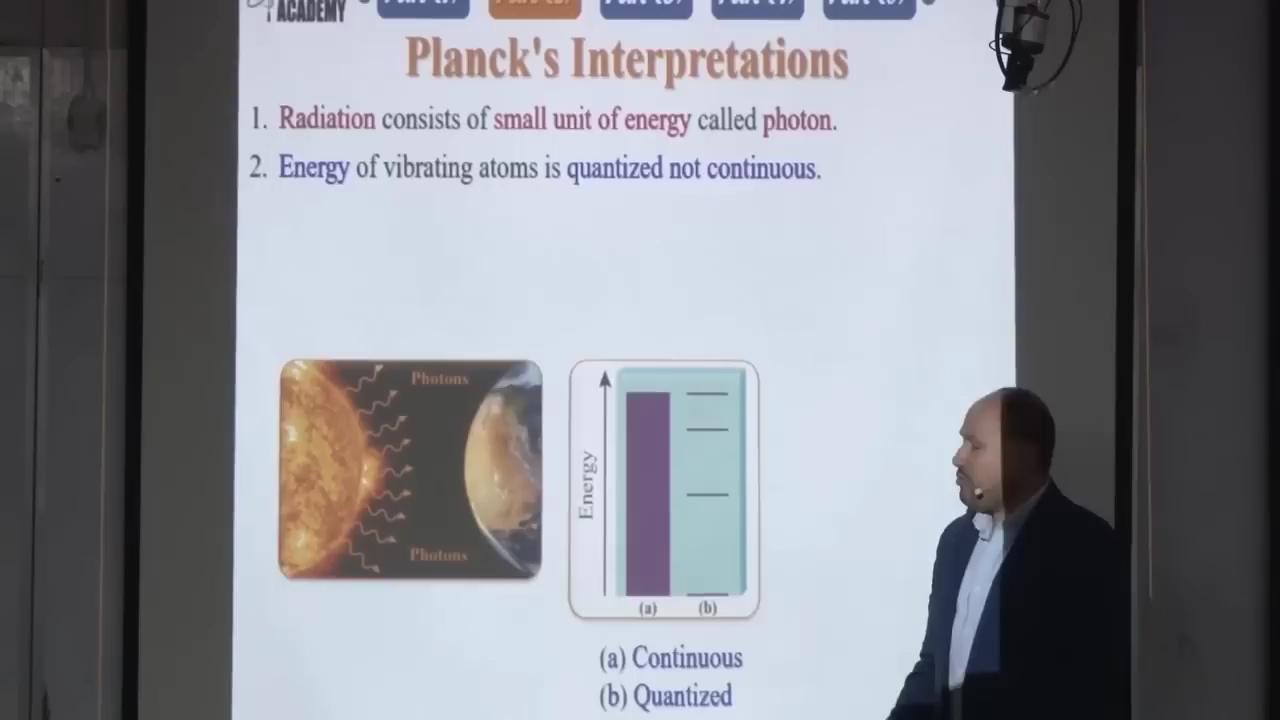 ACADEMY
Planck's Interpretations
1. Radiation consists of small unit of energy called photon.
2. Energy of vibrating atoms is quantized not continuous.
Photons
Photons
Energy
(a) (b)
(a) Continuous
(b) Quantized